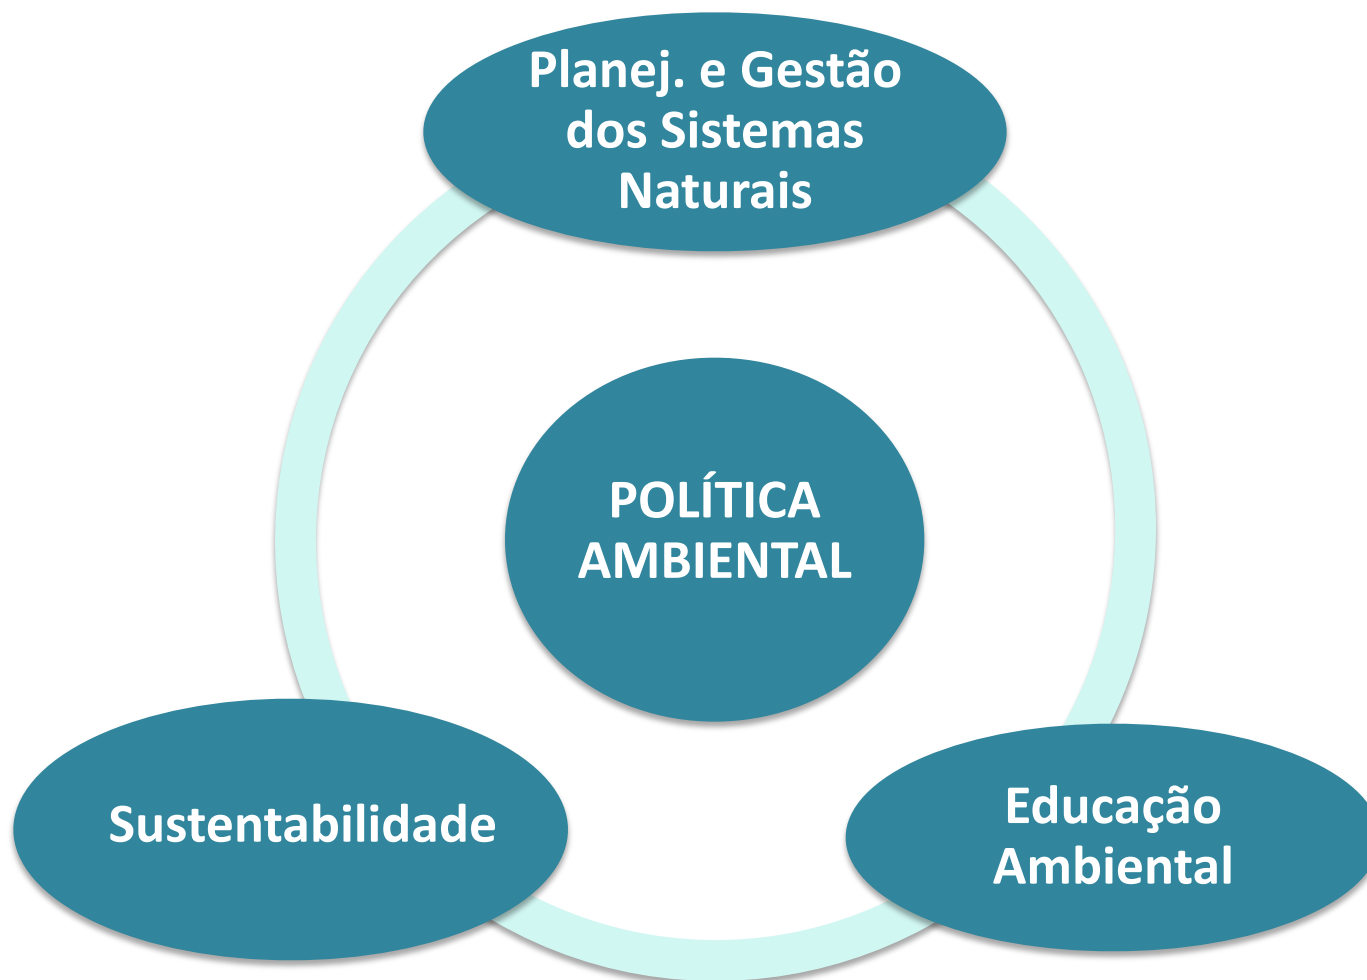 Planej. e Gestão
dos Sistemas
Naturais
POLÍTICA
AMBIENTAL
Sustentabilidade
Educação
Ambiental